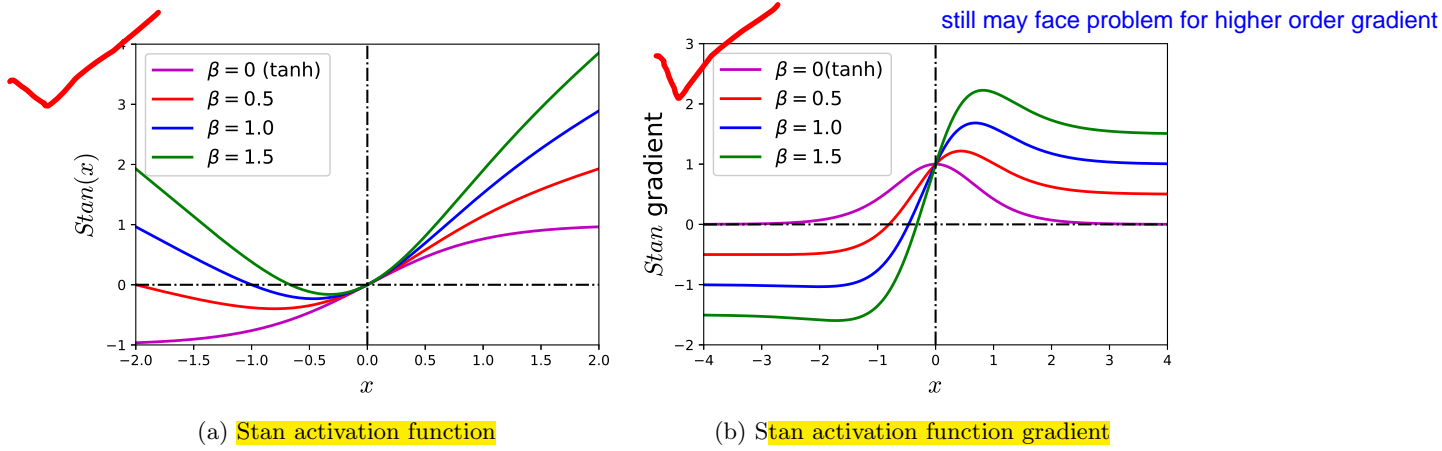 still may face problem for higher order gradient
4
3
2
1
0
−1
Stan(x)
β = 0 (tanh)
β = 0.5
β = 1.0
β = 1.5
−2.0 −1.5 −1.0 −0.5 0.0 0.5 1.0 1.5 2.0
x
(a) Stan activation function
3
2
1
0
−1
−2
Stan gradient
β = 0(tanh)
β = 0.5
β = 1.0
β = 1.5
−4 −3 −2 −1 0 1 2 3 4
x
(b) Stan activation function gradient